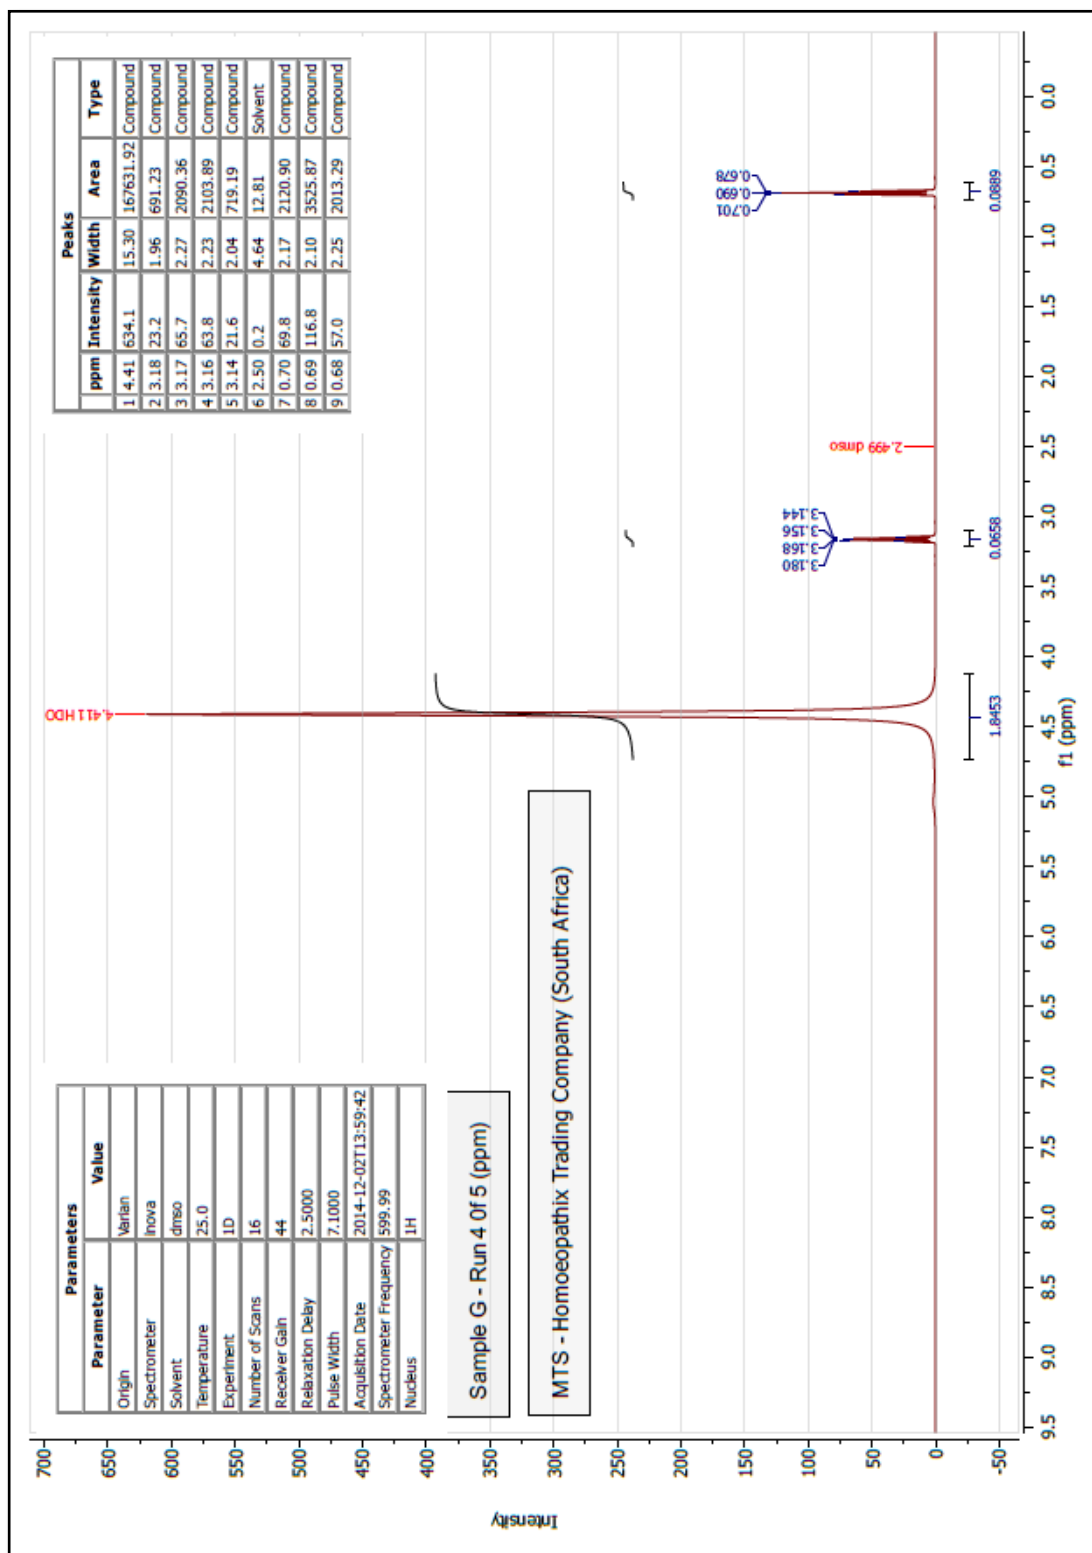 Parameters
Parameter Value
Origin Varian
Spectrometer inova
Solvent dmso
Temperature 25.0
Experiment 1D
Number of Scans 16
Receiver Gain 44
Relaxation Delay 2.5000
Pulse Width 7.1000
Acquisition Date 2014-12-02T13:59:42
Spectrometer Frequency 599.99
Nucleus 1H
Peaks
ppm Intensity Width Area Type
1 4.41 634.1 15.30 167631.92 Compound
2 3.18 23.2 1.96 691.23 Compound
3 3.17 65.7 2.27 2090.36 Compound
4 3.16 63.8 2.23 2103.89 Compound
5 3.14 21.6 2.04 719.19 Compound
6 2.50 0.2 4.64 12.81 Solvent
7 0.70 69.8 2.17 2120.90 Compound
8 0.69 116.8 2.10 3525.87 Compound
9 0.68 57.0 2.25 2013.29 Compound
Sample G - Run 4 0f 5 (ppm)
MTS - Homoeopathix Trading Company (South Africa)
4.411 HDO
3.180
3.168
3.156
3.144
2.499 dmso
0.701
0.690
0.678
1.8453
0.0658
0.0889
700
650
600
550
500
450
400
350
300
250
200
150
100
50
0
-50
Intensity
9.5 9.0 8.5 8.0 7.5 7.0 6.5 6.0 5.5 5.0 4.5 4.0 3.5 3.0 2.5 2.0 1.5 1.0 0.5 0.0
f1 (ppm)